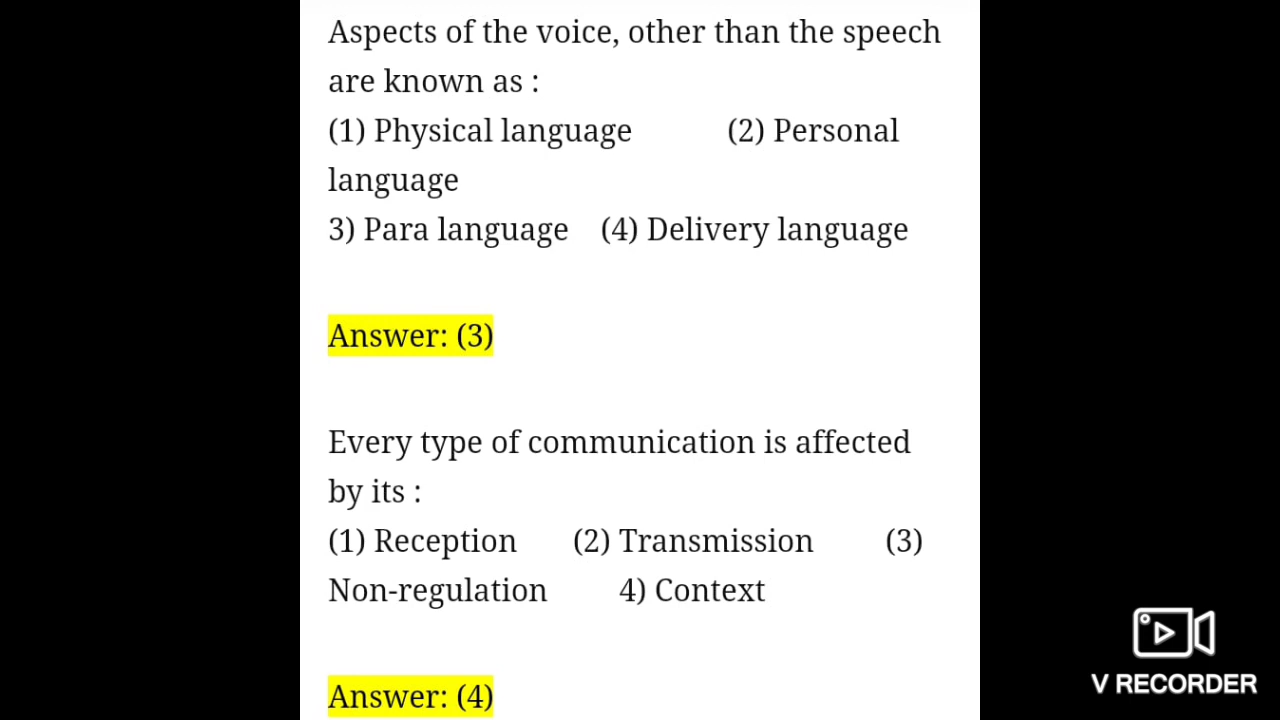 Aspects of the voice, other than the speech
are known as :
(1) Physical language (2) Personal
language
3) Para language (4) Delivery language
Answer: (3)
Every type of communication is affected
by its :
(1) Reception (2) Transmission (3)
Non-regulation 4) Context
Answer: (4)
V RECORDER